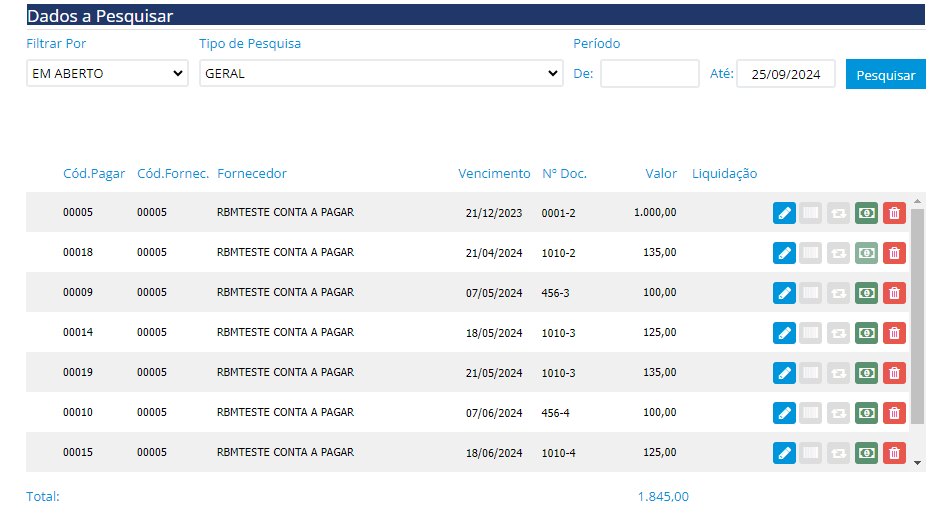 Dados a Pesquisar
Filtrar Por Tipo de Pesquisa Período
EM ABERTO GERAL De: Até: 25/09/2024 Pesquisar
Cód.Pagar Cód.Fornec. Fornecedor Vencimento Nº Doc. Valor Liquidação
00005 00005 RBMTESTE CONTA A PAGAR 21/12/2023 0001-2 1.000,00
00018 00005 RBMTESTE CONTA A PAGAR 21/04/2024 1010-2 135,00
00009 00005 RBMTESTE CONTA A PAGAR 07/05/2024 456-3 100,00
00014 00005 RBMTESTE CONTA A PAGAR 18/05/2024 1010-3 125,00
00019 00005 RBMTESTE CONTA A PAGAR 21/05/2024 1010-3 135,00
00010 00005 RBMTESTE CONTA A PAGAR 07/06/2024 456-4 100,00
00015 00005 RBMTESTE CONTA A PAGAR 18/06/2024 1010-4 125,00
Total: 1.845,00